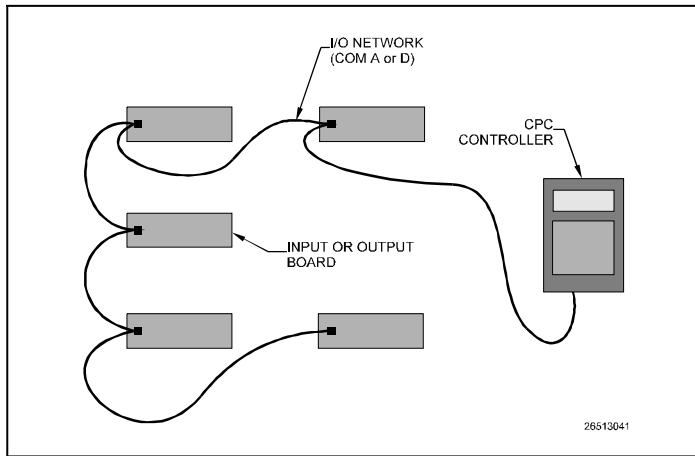 I/O NETWORK
(COM A or D)
CPC
CONTROLLER
INPUT OR OUTPUT
BOARD
26513041